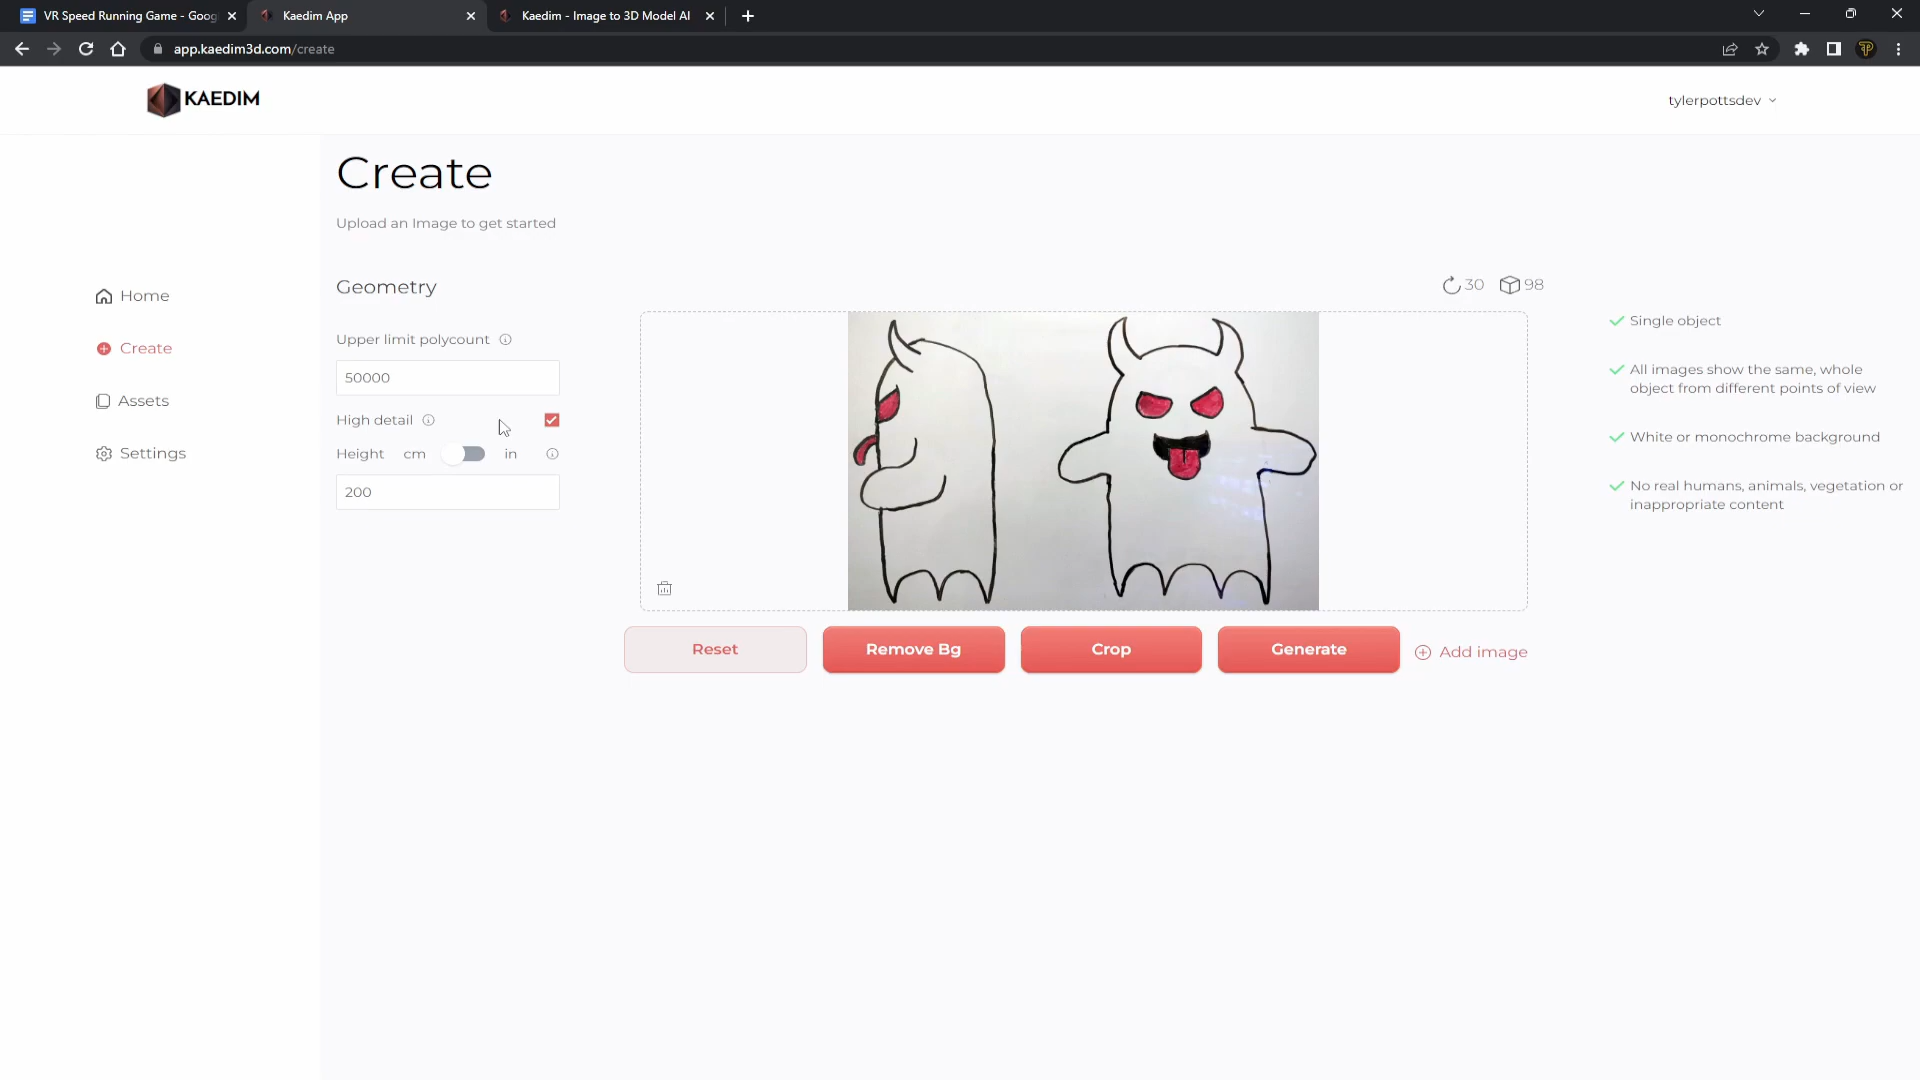 VR Speed Running Game - Goog
Kaedim App
Kaedim - Image to 3D Model AI
app.kaedim3d.com/create
KAEDIM
tylerpottsdev
Create
Upload an Image to get started
Home
Create
Assets
Settings
Geometry
Upper limit polycount
50000
High detail
Height cm in
200
30 98
Reset
Remove Bg
Crop
Generate
Add image
Single object
All images show the same, whole
object from different points of view
White or monochrome background
No real humans, animals, vegetation or
inappropriate content